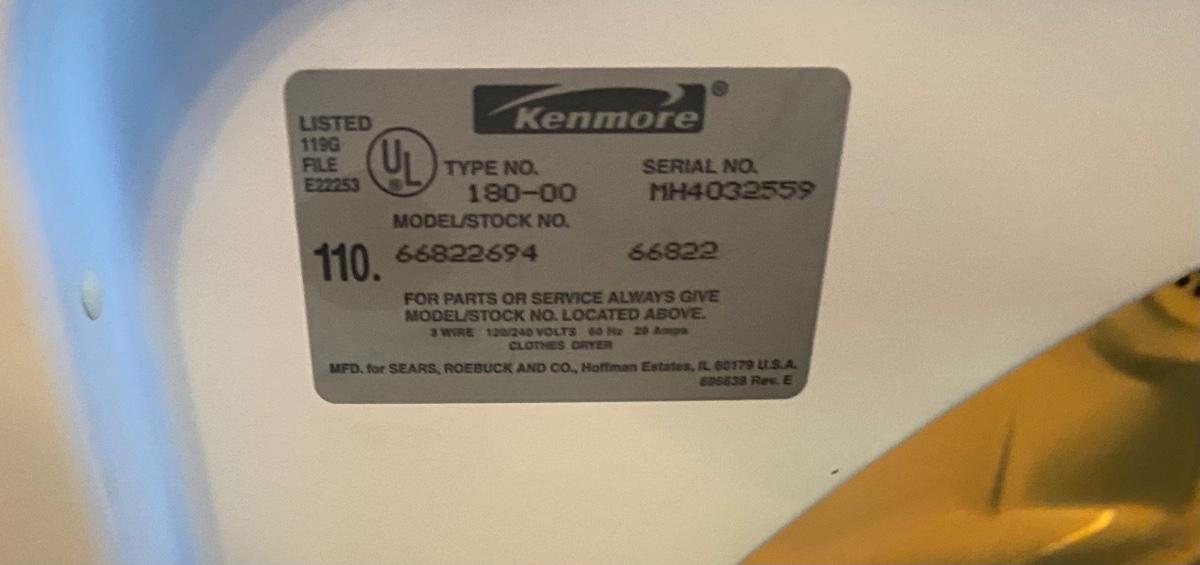 Kenmore®
LISTED
119G
FILE
E22253
UL®
TYPE NO.
180-00
SERIAL NO.
MH4032559
MODEL/STOCK NO.
110. 66822694 66822
FOR PARTS OR SERVICE ALWAYS GIVE
MODEL/STOCK NO. LOCATED ABOVE.
3 WIRE 120/240 VOLTS 60 Hz 28 Amps
CLOTHES DRYER
MFD. for SEARS, ROEBUCK AND CO., Hoffman Estates, IL 60179 U.S.A.
696638 Rev. E